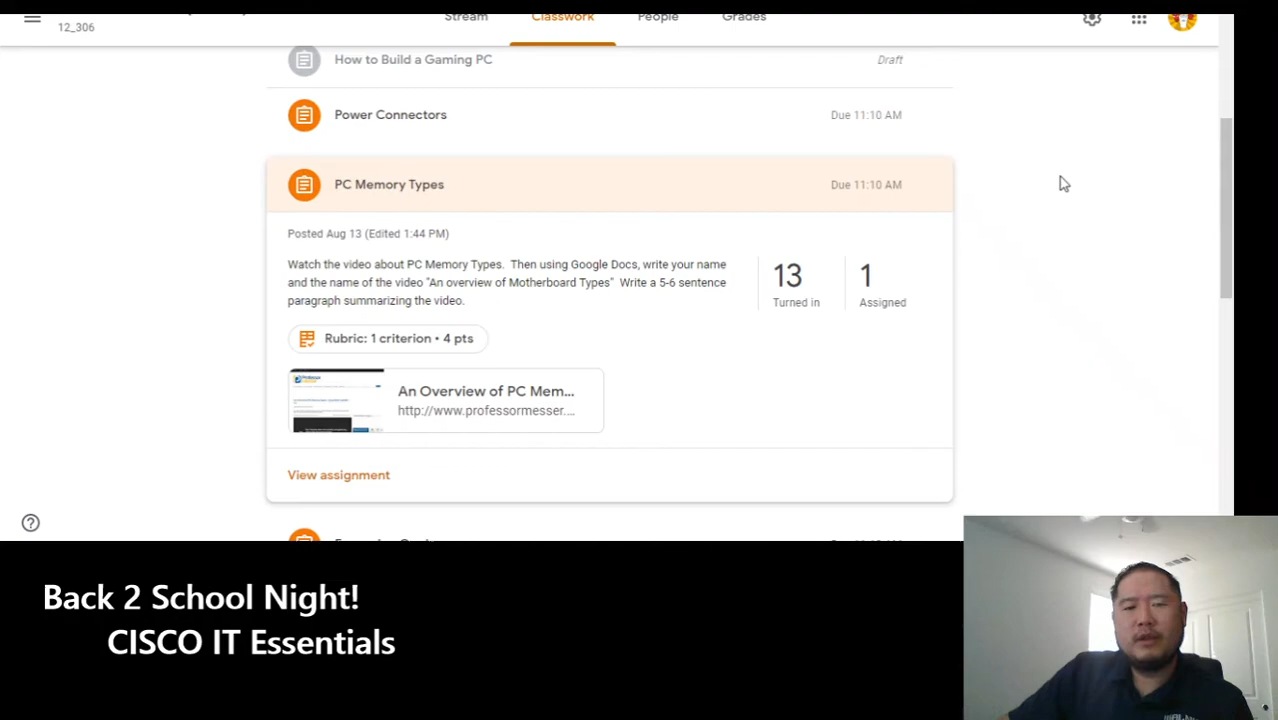 Stream Classwork People Grades
12_306
How to Build a Gaming PC Draft
Power Connectors Due 11:10 AM
PC Memory Types Due 11:10 AM
Posted Aug 13 (Edited 1:44 PM)
Watch the video about PC Memory Types. Then using Google Docs, write your name
and the name of the video "An overview of Motherboard Types" Write a 5-6 sentence
paragraph summarizing the video.
13 1
Turned in Assigned
Rubric: 1 criterion • 4 pts
An Overview of PC Mem...
http://www.professormesser....
View assignment
Back 2 School Night!
CISCO IT Essentials